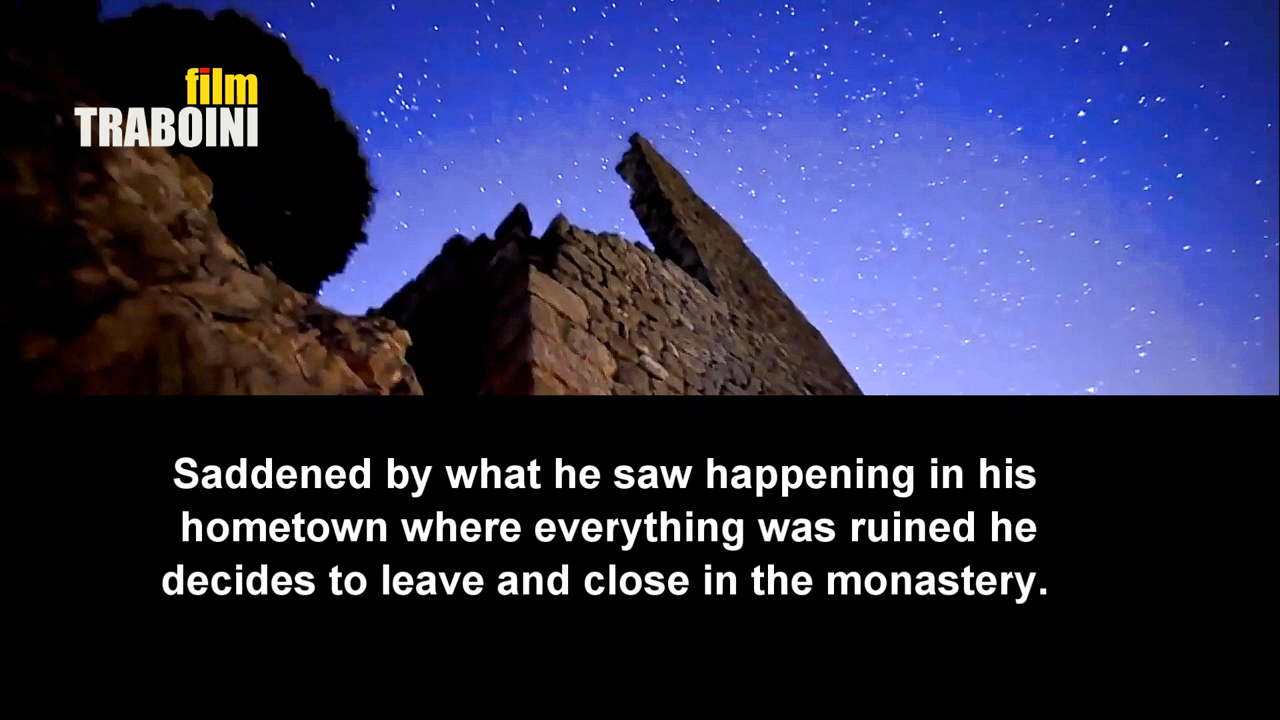 film
TRABOINI
Saddened by what he saw happening in his
hometown where everything was ruined he
decides to leave and close in the monastery.